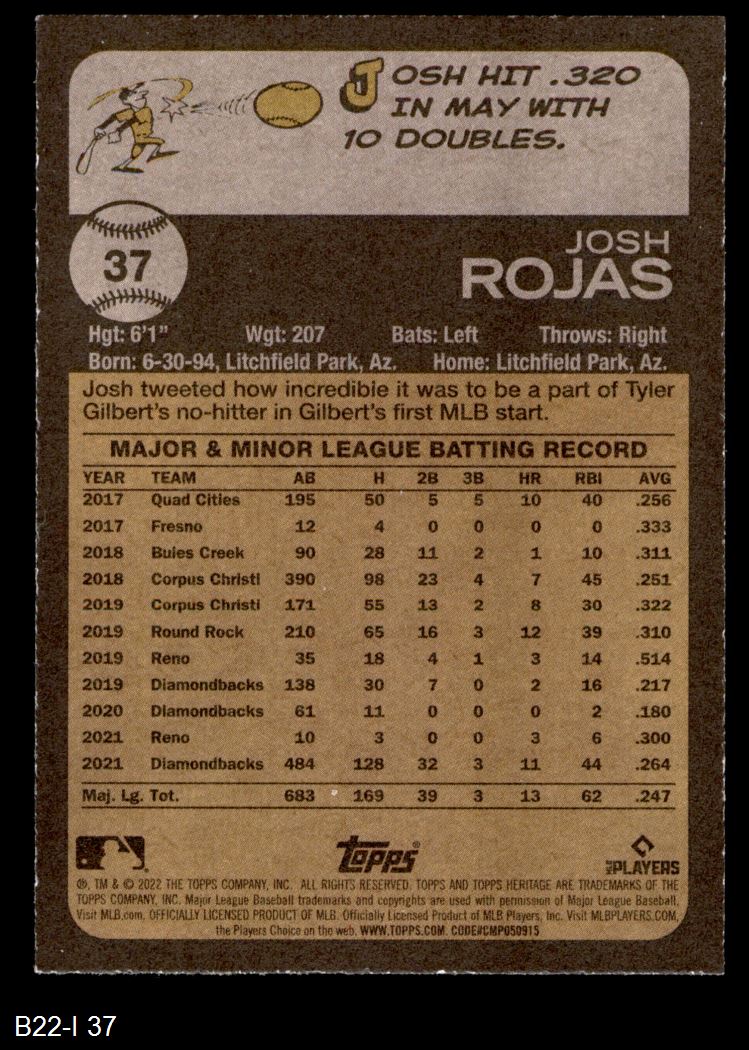 JOSH HIT .320
IN MAY WITH
10 DOUBLES.
37
JOSH
ROJAS
Hgt: 6'1" Wgt: 207 Bats: Left Throws: Right
Born: 6-30-94, Litchfield Park, Az. Home: Litchfield Park, Az.
Josh tweeted how incredible it was to be a part of Tyler
Gilbert's no-hitter in Gilbert's first MLB start.
MAJOR & MINOR LEAGUE BATTING RECORD
YEAR TEAM AB H 2B 3B HR RBI AVG
2017 Quad Cities 195 50 5 5 10 40 .256
2017 Fresno 12 4 0 0 0 0 .333
2018 Buies Creek 90 28 11 2 1 10 .311
2018 Corpus Christi 390 98 23 4 7 45 .251
2019 Corpus Christi 171 55 13 2 8 30 .322
2019 Round Rock 210 65 16 3 12 39 .310
2019 Reno 35 18 4 1 3 14 .514
2019 Diamondbacks 138 30 7 0 2 16 .217
2020 Diamondbacks 61 11 0 0 0 2 .180
2021 Reno 10 3 0 0 3 6 .300
2021 Diamondbacks 484 128 32 3 11 44 .264
Maj. Lg. Tot. 683 169 39 3 13 62 .247
topps
MLB PLAYERS
®, TM & © 2022 THE TOPPS COMPANY, INC. ALL RIGHTS RESERVED. TOPPS AND TOPPS HERITAGE ARE TRADEMARKS OF THE
TOPPS COMPANY, INC. Major League Baseball trademarks and copyrights are used with permission of Major League Baseball.
Visit MLB.com. OFFICIALLY LICENSED PRODUCT OF MLB. Officially Licensed Product of MLB Players, Inc. Visit MLBPLAYERS.COM,
the Players Choice on the web. WWW.TOPPS.COM. CODE#CMP050915
B22-I 37